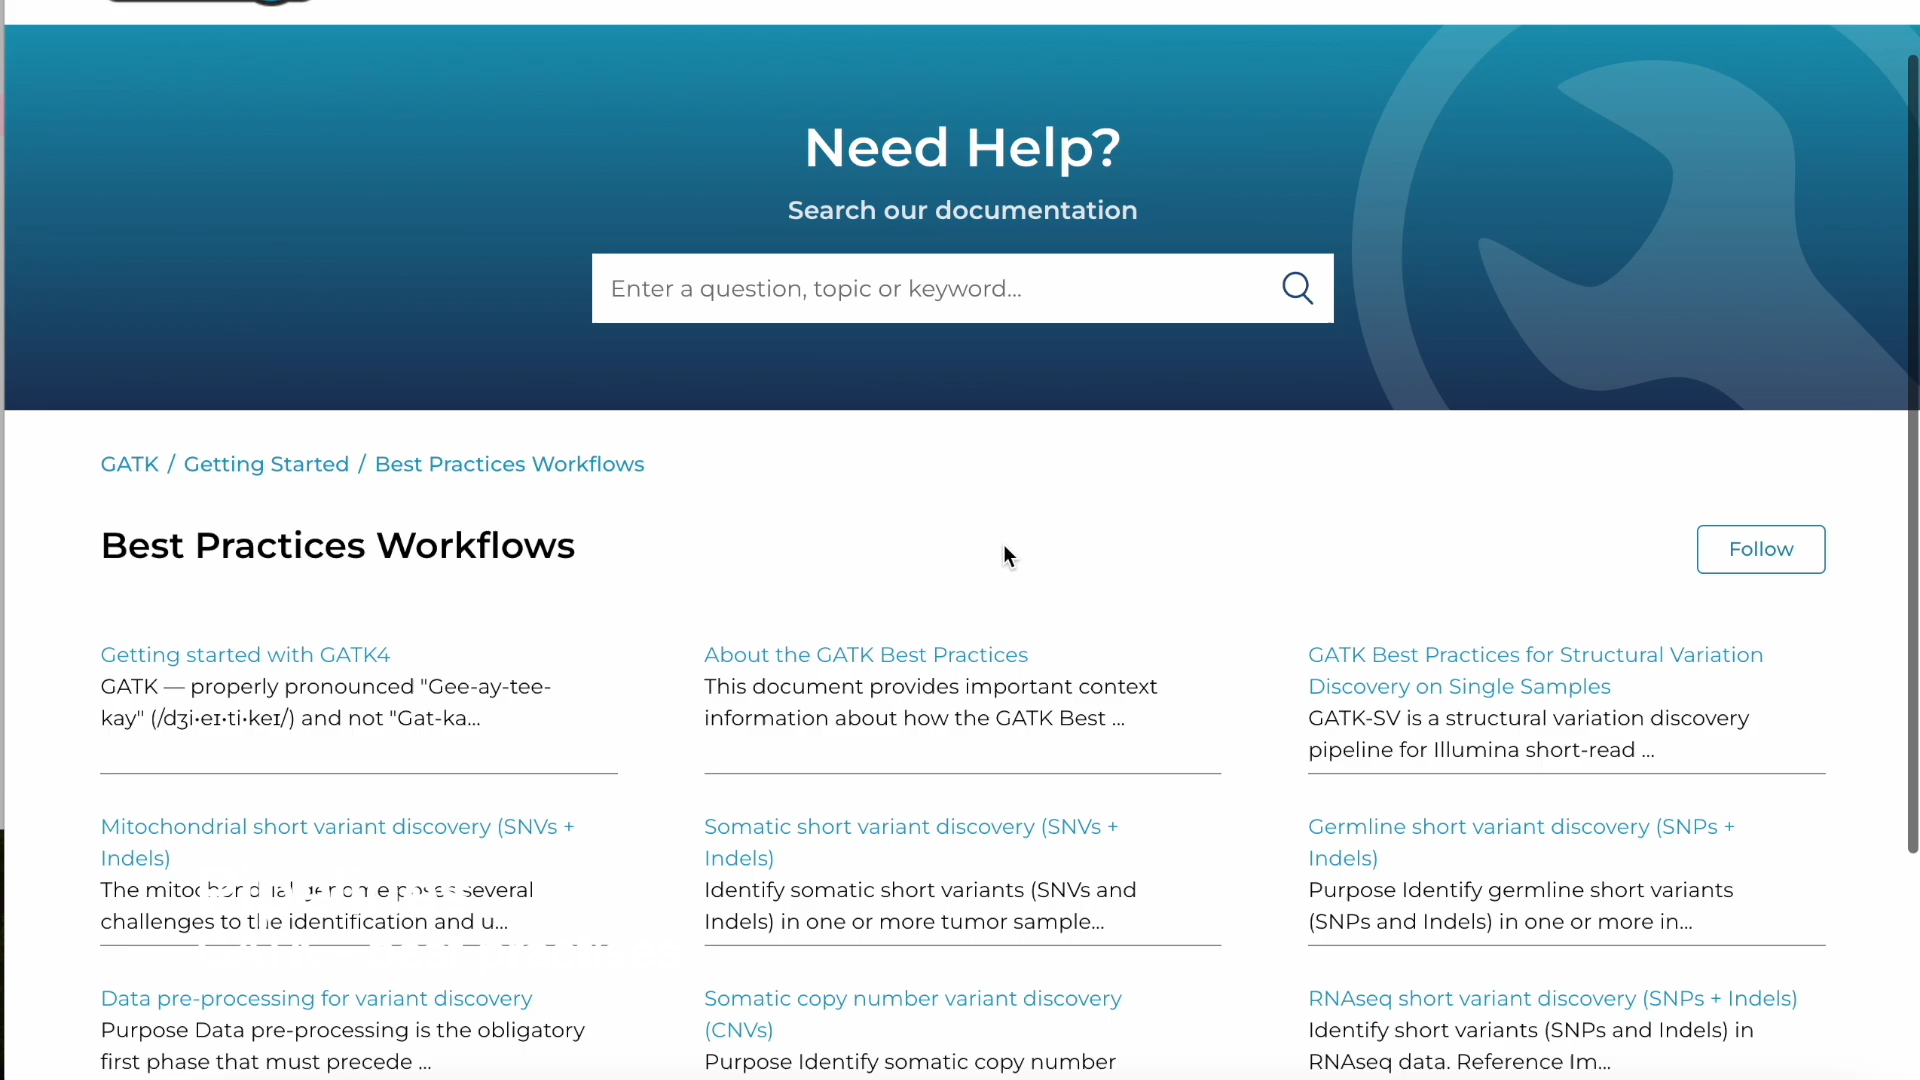 Need Help?
Search our documentation
Enter a question, topic or keyword...
GATK / Getting Started / Best Practices Workflows
Best Practices Workflows
Follow
Getting started with GATK4
GATK — properly pronounced "Gee-ay-tee-
kay" (/dʒi•eɪ•ti•keɪ/) and not "Gat-ka...
About the GATK Best Practices
This document provides important context
information about how the GATK Best ...
GATK Best Practices for Structural Variation
Discovery on Single Samples
GATK-SV is a structural variation discovery
pipeline for Illumina short-read ...
Mitochondrial short variant discovery (SNVs +
Indels)
The mitochondrial genome poses several
challenges to the identification and u...
Somatic short variant discovery (SNVs +
Indels)
Identify somatic short variants (SNVs and
Indels) in one or more tumor sample...
Germline short variant discovery (SNPs +
Indels)
Purpose Identify germline short variants
(SNPs and Indels) in one or more in...
Data pre-processing for variant discovery
Purpose Data pre-processing is the obligatory
first phase that must precede ...
Somatic copy number variant discovery
(CNVs)
Purpose Identify somatic copy number
RNAseq short variant discovery (SNPs + Indels)
Identify short variants (SNPs and Indels) in
RNAseq data. Reference Im...